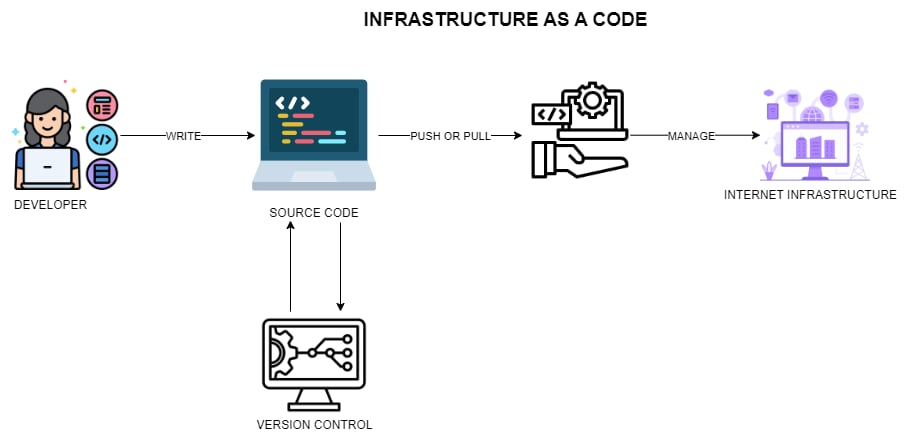 INFRASTRUCTURE AS A CODE
WRITE
PUSH OR PULL
MANAGE
DEVELOPER
SOURCE CODE
INTERNET INFRASTRUCTURE
VERSION CONTROL